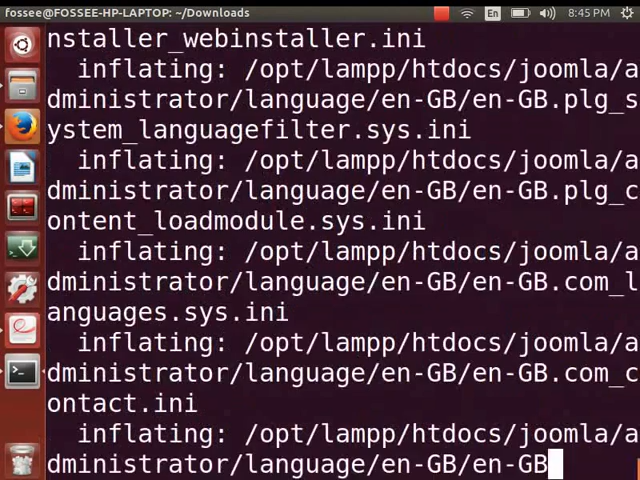 fossee@FOSSEE-HP-LAPTOP: ~/Downloads En 8:45 PM
nstaller_webinstaller.ini
  inflating: /opt/lampp/htdocs/joomla/a
dministrator/language/en-GB/en-GB.plg_s
ystem_languagefilter.sys.ini
  inflating: /opt/lampp/htdocs/joomla/a
dministrator/language/en-GB/en-GB.plg_c
ontent_loadmodule.sys.ini
  inflating: /opt/lampp/htdocs/joomla/a
dministrator/language/en-GB/en-GB.com_l
anguages.sys.ini
  inflating: /opt/lampp/htdocs/joomla/a
dministrator/language/en-GB/en-GB.com_c
ontact.ini
  inflating: /opt/lampp/htdocs/joomla/a
dministrator/language/en-GB/en-GB